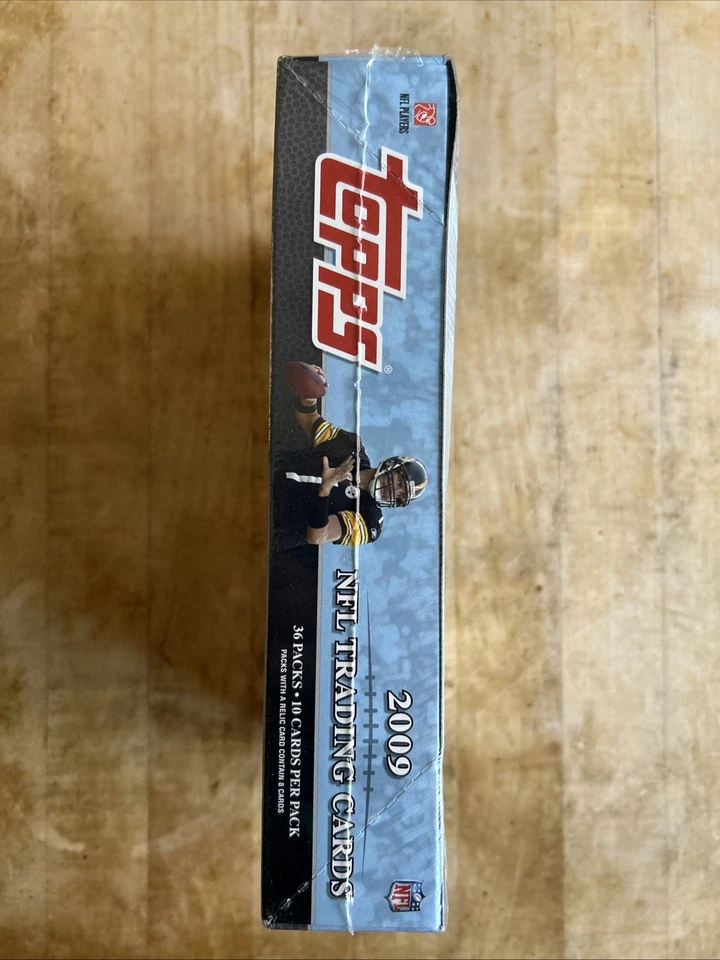 NFL PLAYERS
TOPPS®
2009
NFL TRADING CARDS
36 PACKS • 10 CARDS PER PACK
PACKS WITH A RELIC CARD CONTAIN 8 CARDS
NFL